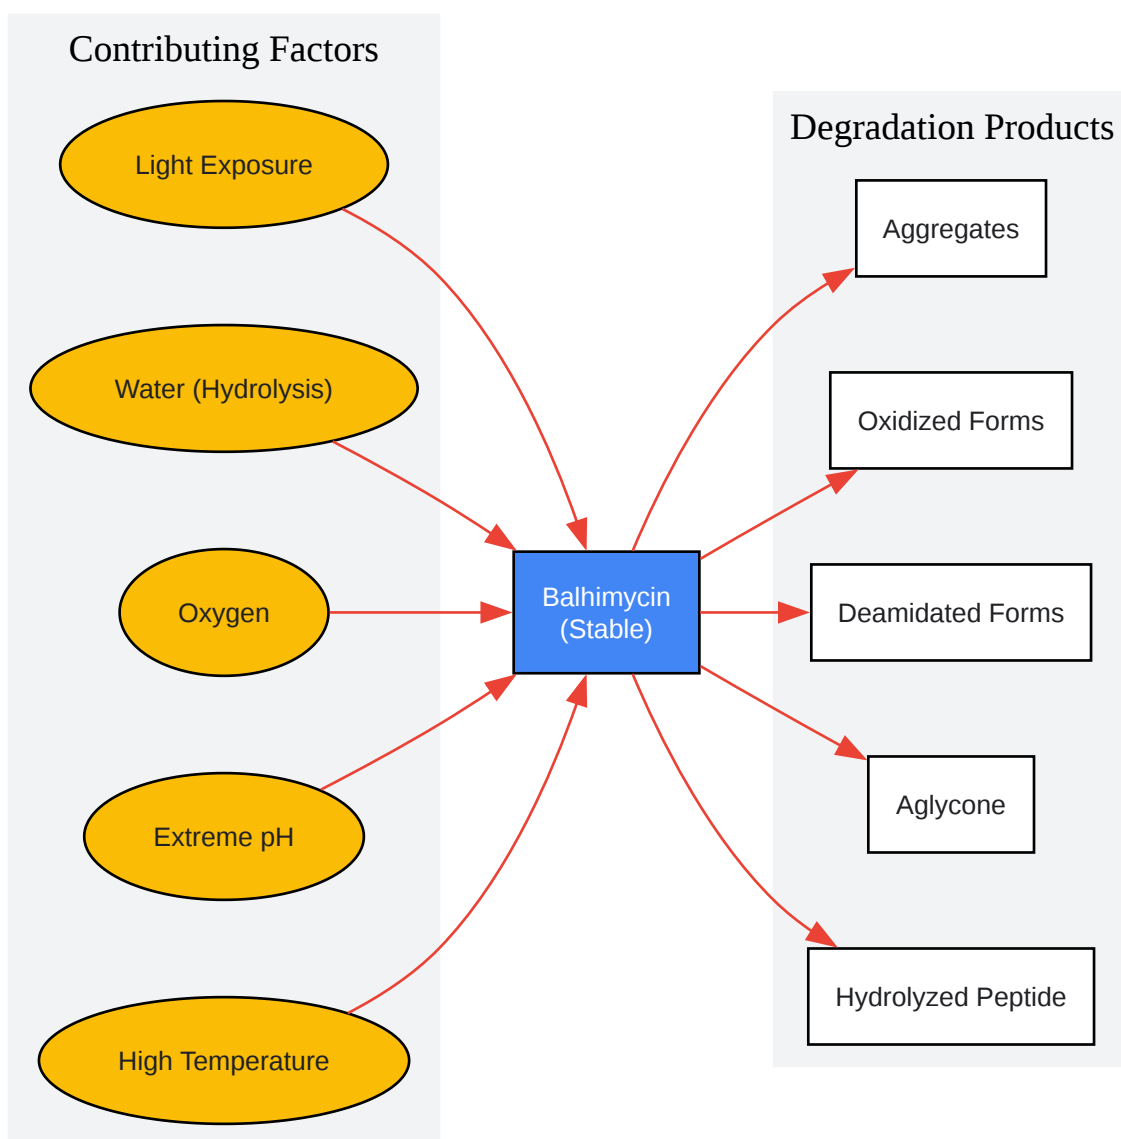 Contributing Factors
Light Exposure
Water (Hydrolysis)
Oxygen
Extreme pH
High Temperature
Balhimycin
(Stable)
Degradation Products
Aggregates
Oxidized Forms
Deamidated Forms
Aglycone
Hydrolyzed Peptide